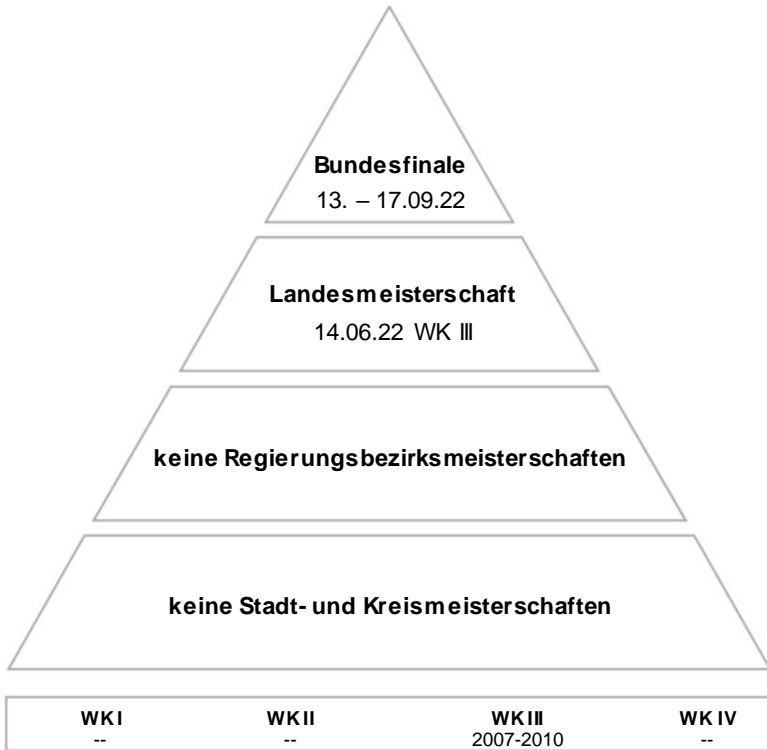 Bundesfinale
13. – 17.09.22
Landesmeisterschaft
14.06.22 WK III
keine Regierungsbezirksmeisterschaften
keine Stadt- und Kreismeisterschaften
WK I WK II WK III WK IV
-- -- 2007-2010 --